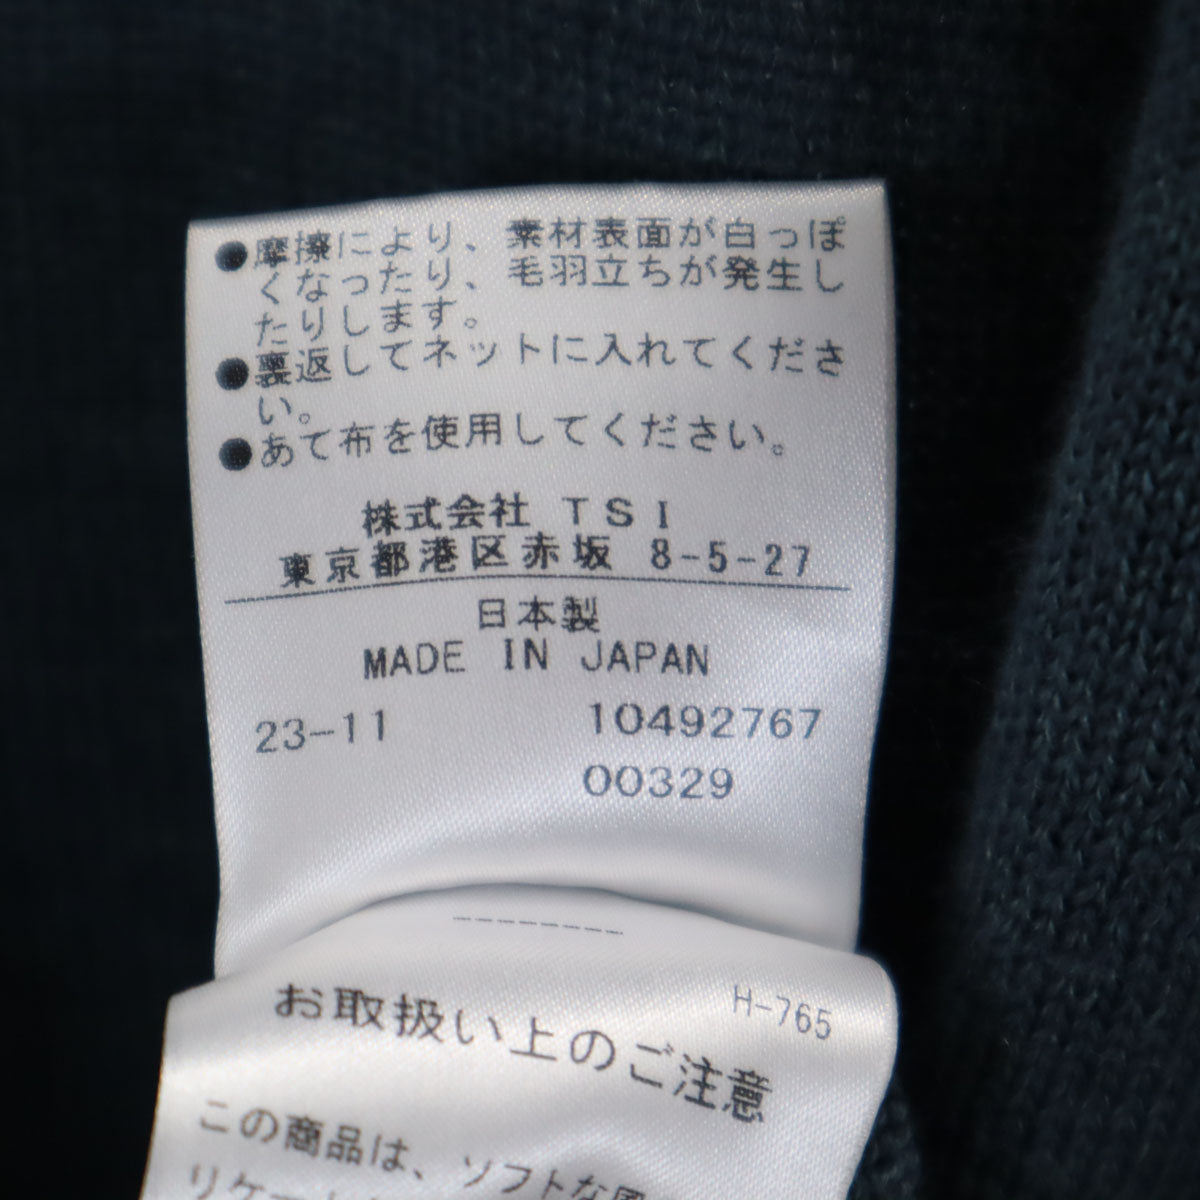 ●摩擦により、素材表面が白っぽ
くなったり、毛羽立ちが発生し
たりします。
●裏返してネットに入れてくださ
い。
●あて布を使用してください。
株式会社 TSI
東京都港区赤坂 8-5-27
日本製
MADE IN JAPAN
23-11 10492767
00329
--------
H-765
お取扱い上のご注意
この商品は、ソフトな風
リケート